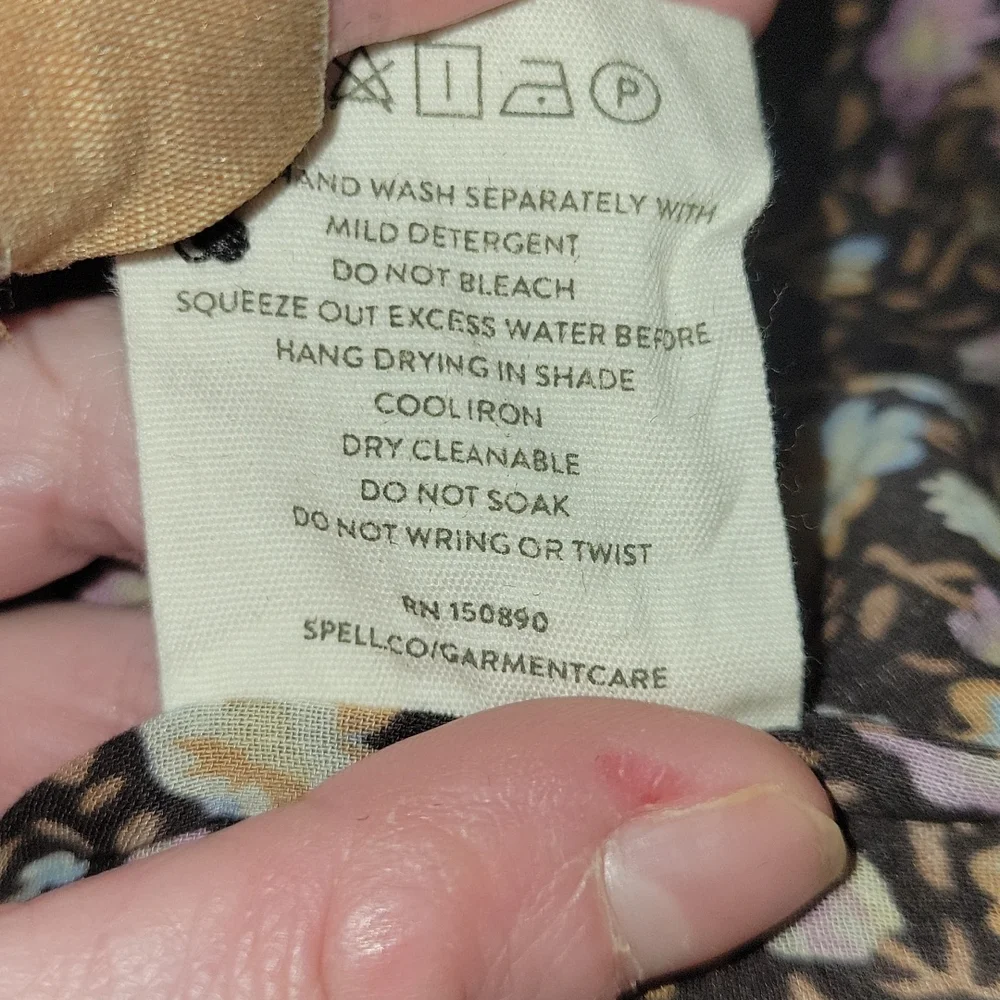 P
HAND WASH SEPARATELY WITH
MILD DETERGENT
DO NOT BLEACH
SQUEEZE OUT EXCESS WATER BEFORE
HANG DRYING IN SHADE
COOL IRON
DRY CLEANABLE
DO NOT SOAK
DO NOT WRING OR TWIST
RN 150890
SPELL.CO/GARMENTCARE